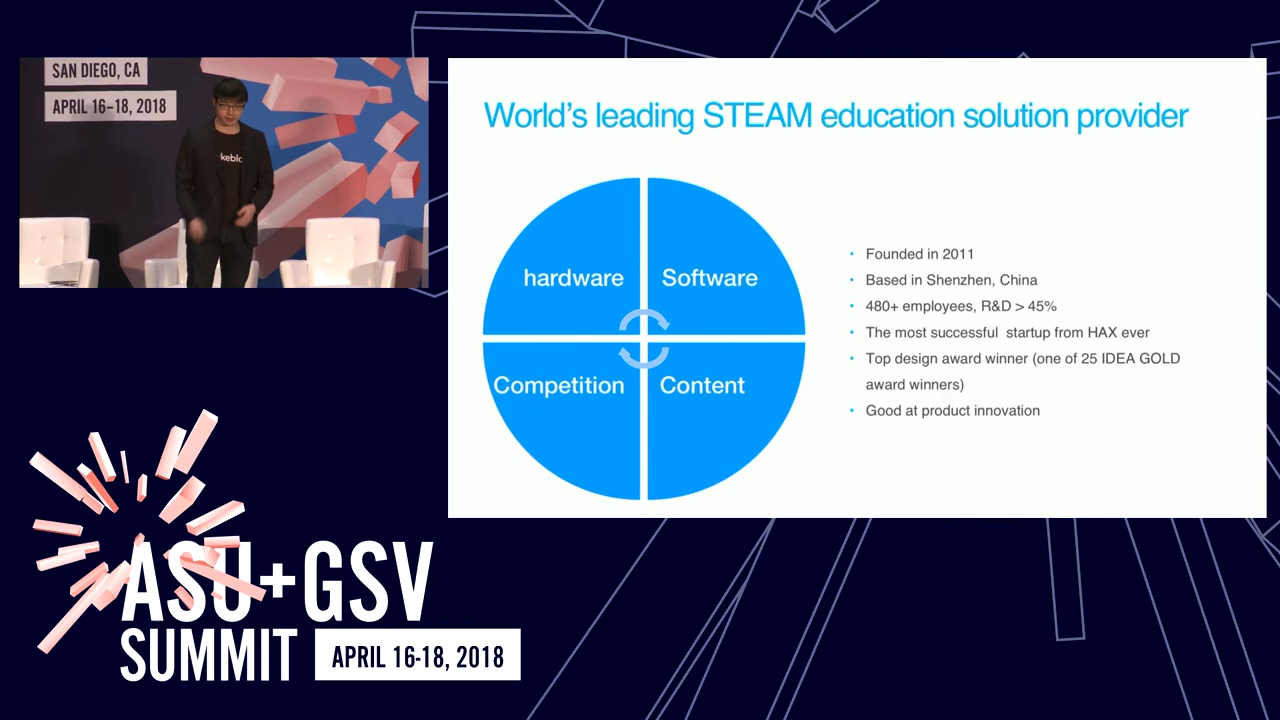 SAN DIEGO, CA
APRIL 16-18, 2018
keblo
World's leading STEAM education solution provider
hardware
Software
Competition
Content
• Founded in 2011
• Based in Shenzhen, China
• 480+ employees, R&D > 45%
• The most successful startup from HAX ever
• Top design award winner (one of 25 IDEA GOLD
award winners)
• Good at product innovation
ASU+GSV
SUMMIT
APRIL 16-18, 2018